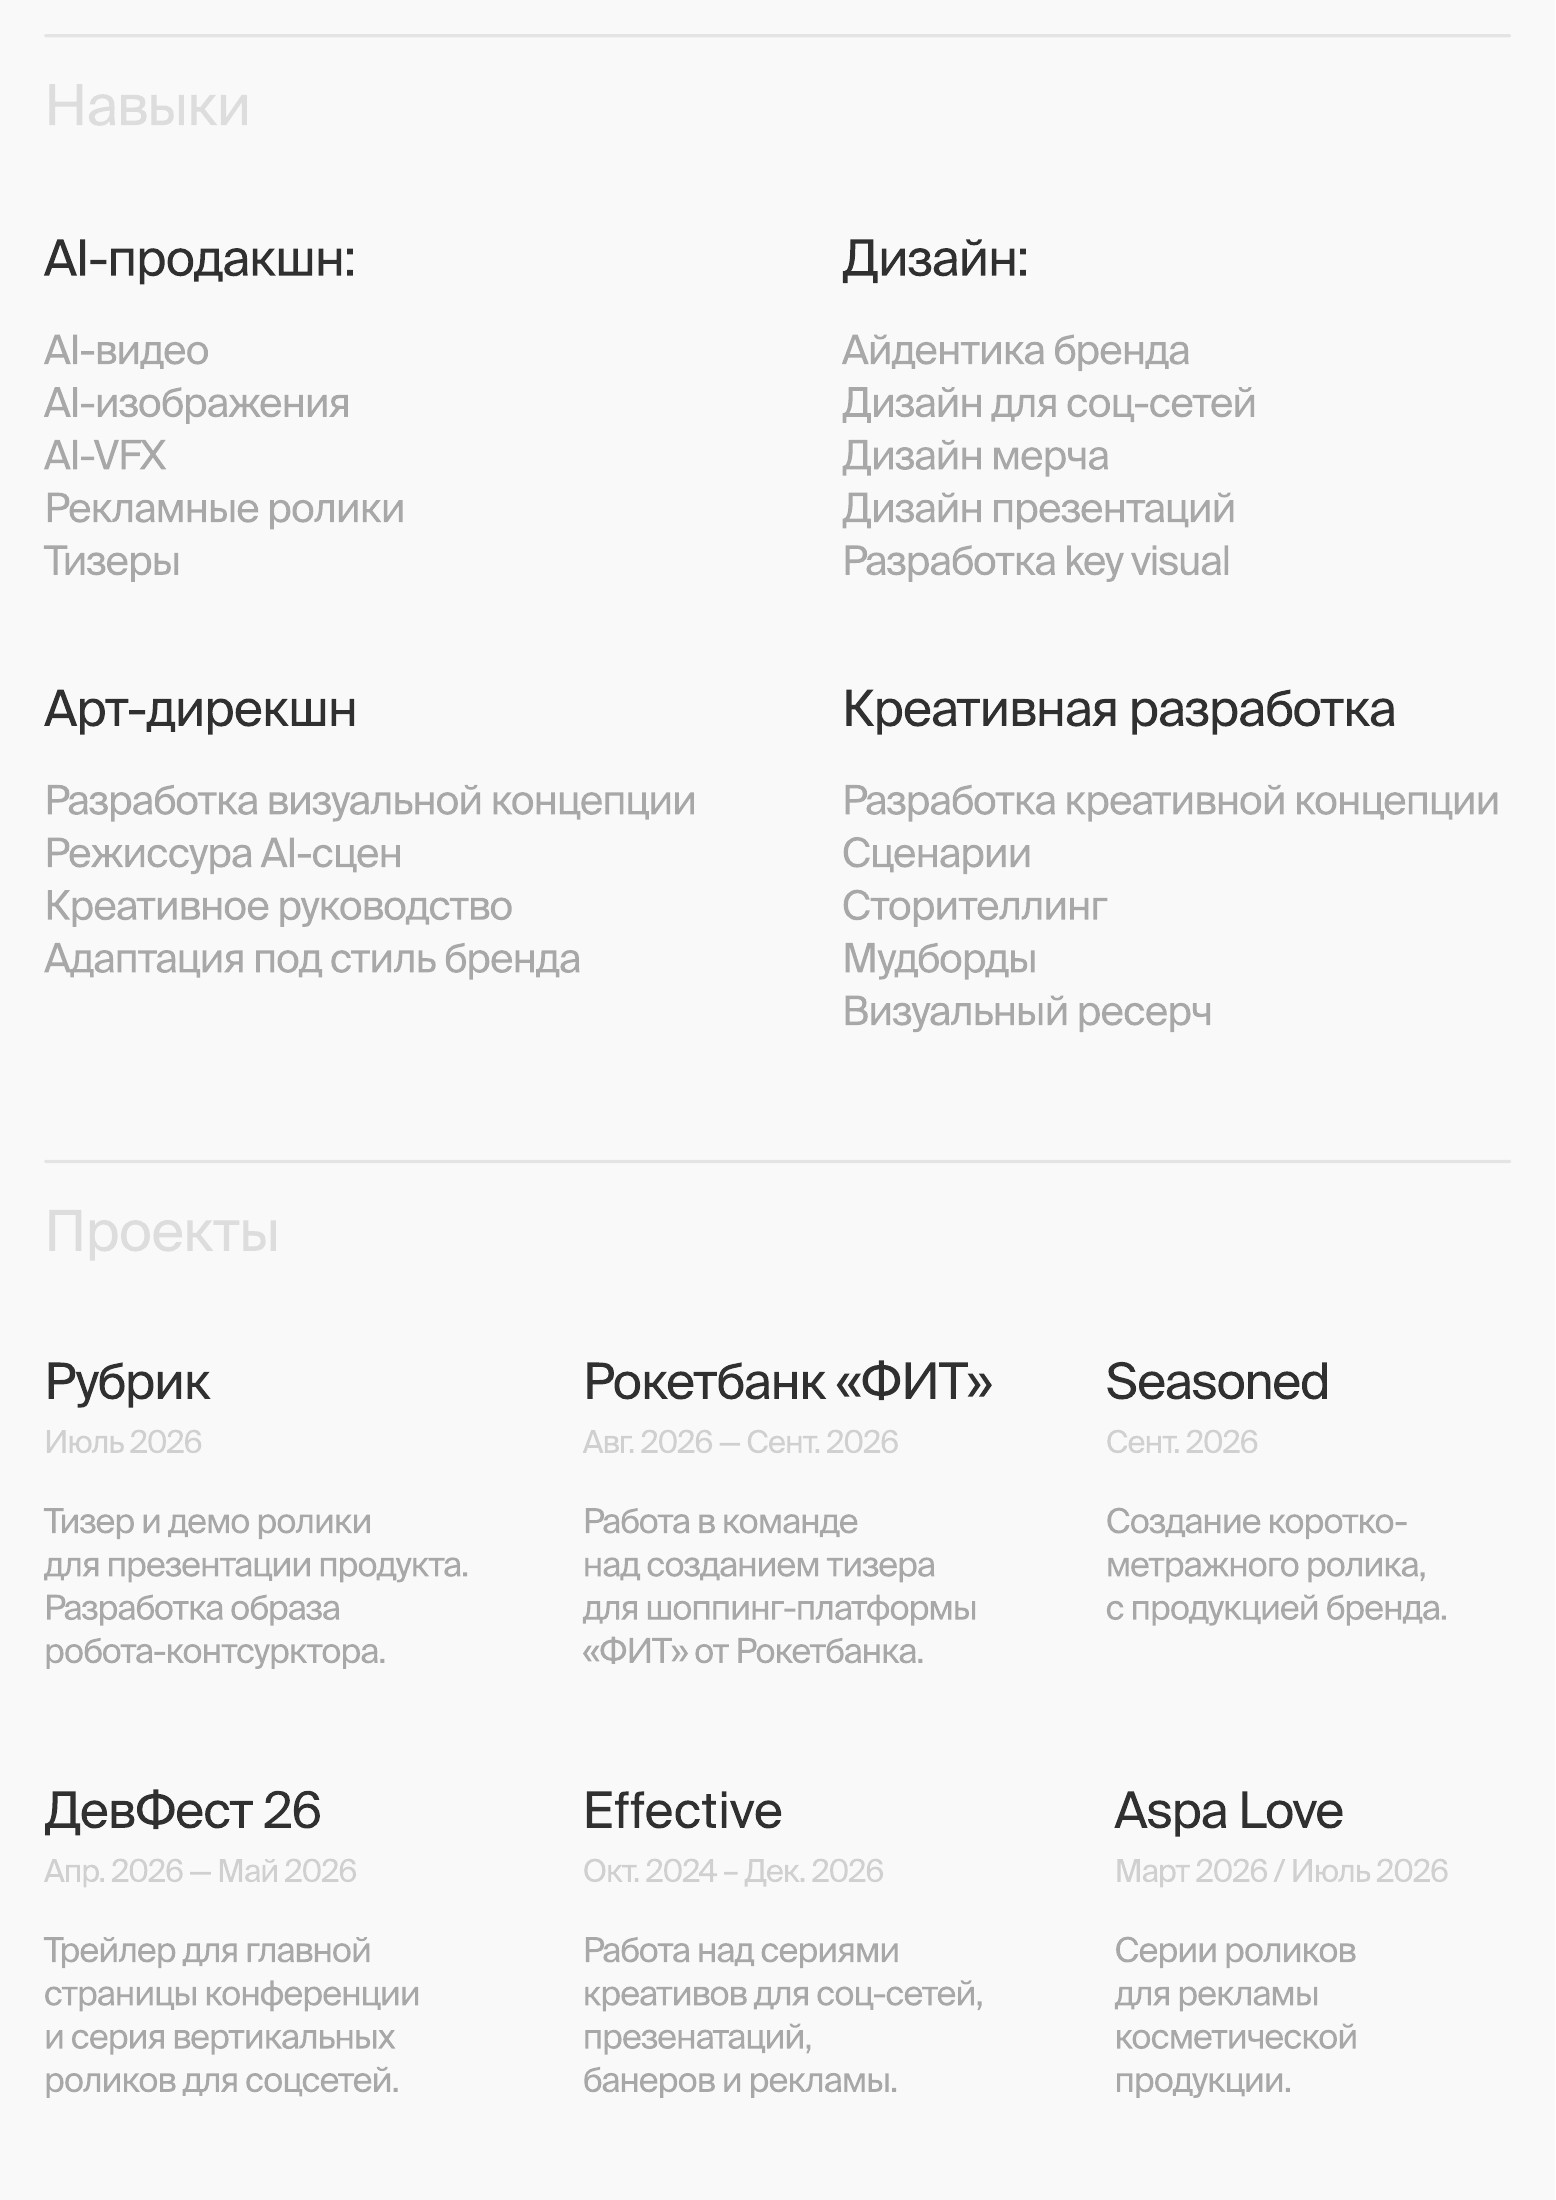 Навыки
AI-продакшн:
AI-видео
AI-изображения
AI-VFX
Рекламные ролики
Тизеры
Дизайн:
Айдентика бренда
Дизайн для соц-сетей
Дизайн мерча
Дизайн презентаций
Разработка key visual
Арт-дирекшн
Разработка визуальной концепции
Режиссура AI-сцен
Креативное руководство
Адаптация под стиль бренда
Креативная разработка
Разработка креативной концепции
Сценарии
Сторителлинг
Мудборды
Визуальный ресерч
Проекты
Рубрик
Июль 2026
Тизер и демо ролики
для презентации продукта.
Разработка образа
робота-контсурктора.
Рокетбанк «ФИТ»
Авг. 2026 — Сент. 2026
Работа в команде
над созданием тизера
для шоппинг-платформы
«ФИТ» от Рокетбанка.
Seasoned
Сент. 2026
Создание коротко-
метражного ролика,
с продукцией бренда.
ДевФест 26
Апр. 2026 — Май 2026
Трейлер для главной
страницы конференции
и серия вертикальных
роликов для соцсетей.
Effective
Окт. 2024 – Дек. 2026
Работа над сериями
креативов для соц-сетей,
презенатаций,
банеров и рекламы.
Aspa Love
Март 2026 / Июль 2026
Серии роликов
для рекламы
косметической
продукции.